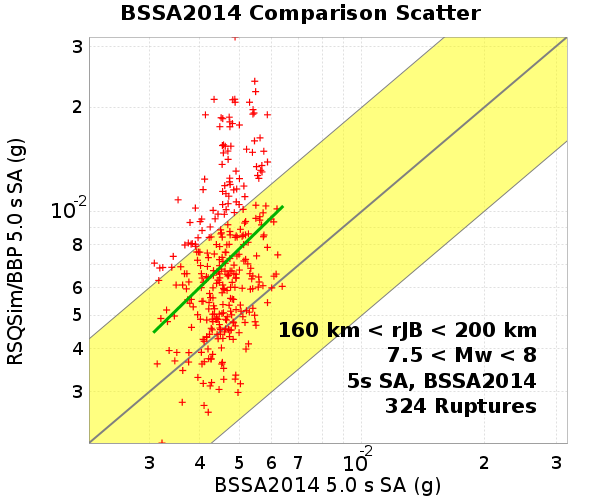 BSSA2014 Comparison Scatter
RSQSim/BBP 5.0 s SA (g)
3
2
10-2
8
7
6
5
4
3
160 km < rJB < 200 km
7.5 < Mw < 8
5s SA, BSSA2014
324 Ruptures
3 4 5 6 7 10-2 2 3
BSSA2014 5.0 s SA (g)